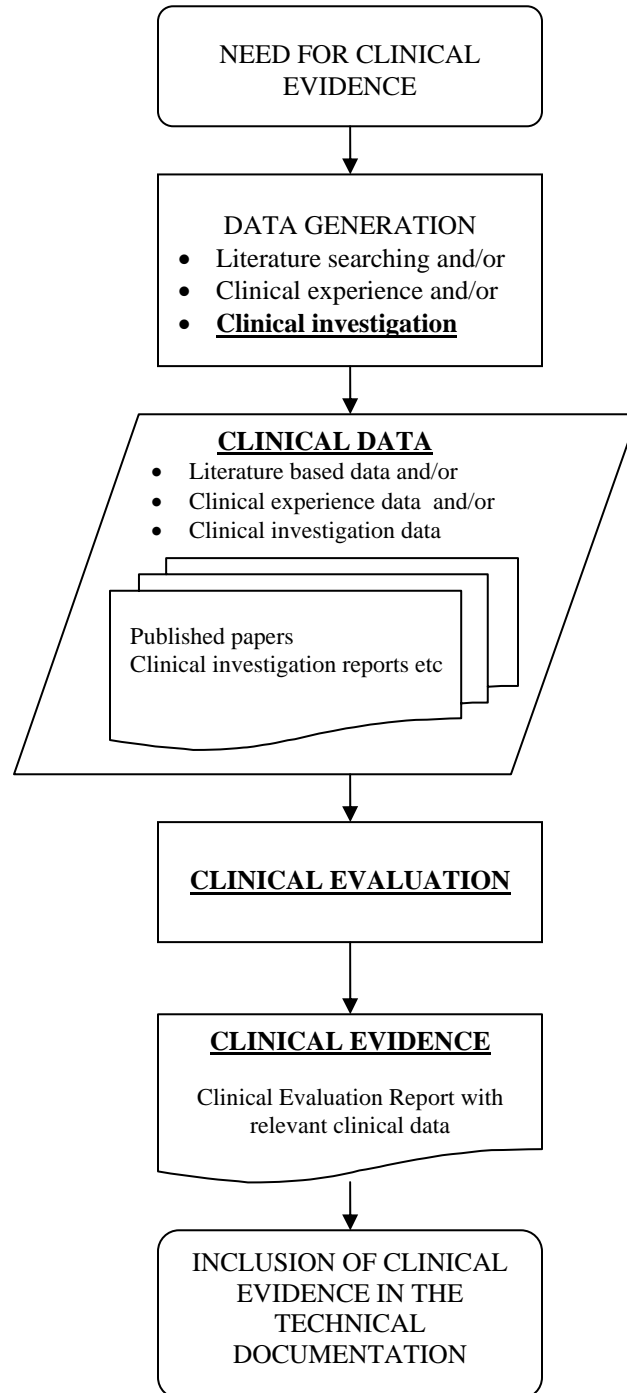 NEED FOR CLINICAL
EVIDENCE
DATA GENERATION
• Literature searching and/or
• Clinical experience and/or
• Clinical investigation
CLINICAL DATA
• Literature based data and/or
• Clinical experience data and/or
• Clinical investigation data
Published papers
Clinical investigation reports etc
CLINICAL EVALUATION
CLINICAL EVIDENCE
Clinical Evaluation Report with
relevant clinical data
INCLUSION OF CLINICAL
EVIDENCE IN THE
TECHNICAL
DOCUMENTATION